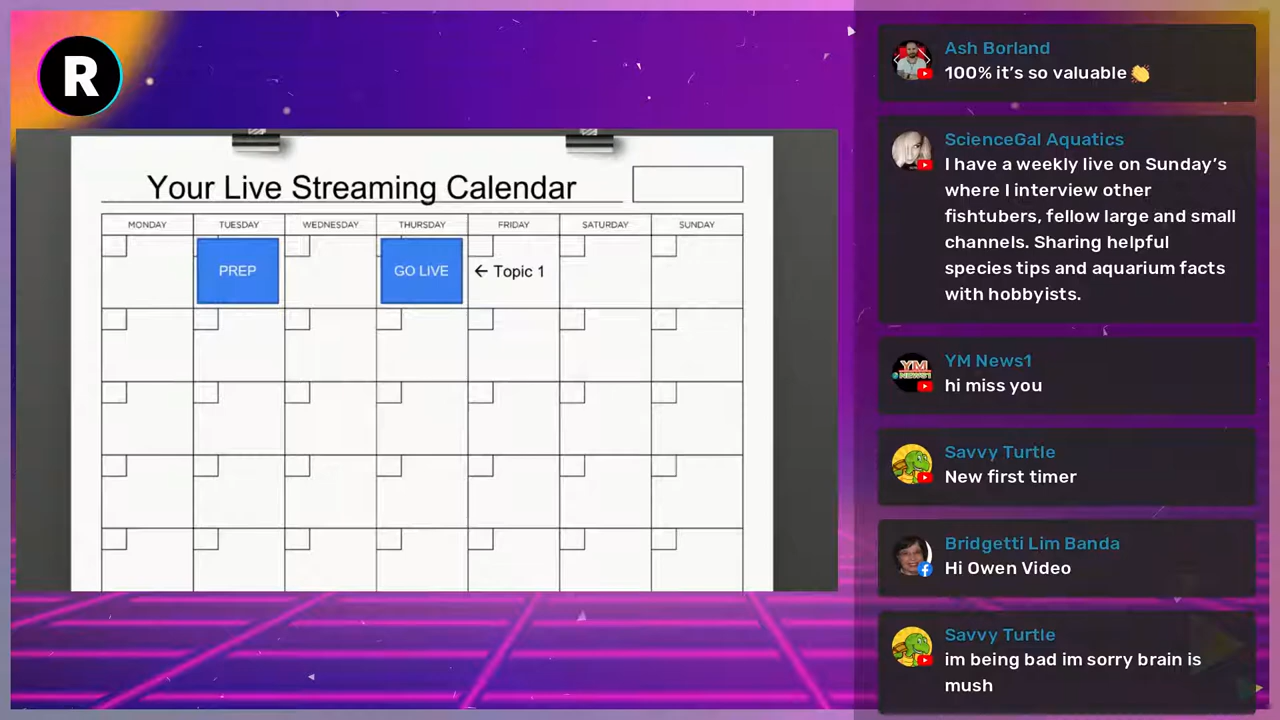 R
Your Live Streaming Calendar
MONDAY TUESDAY WEDNESDAY THURSDAY FRIDAY SATURDAY SUNDAY
PREP GO LIVE ← Topic 1
Ash Borland
100% it’s so valuable 👏
ScienceGal Aquatics
I have a weekly live on Sunday’s
where I interview other
fishtubers, fellow large and small
channels. Sharing helpful
species tips and aquarium facts
with hobbyists.
YM News1
YM
NEWS1
hi miss you
Savvy Turtle
New first timer
Bridgetti Lim Banda
Hi Owen Video
Savvy Turtle
im being bad im sorry brain is
mush